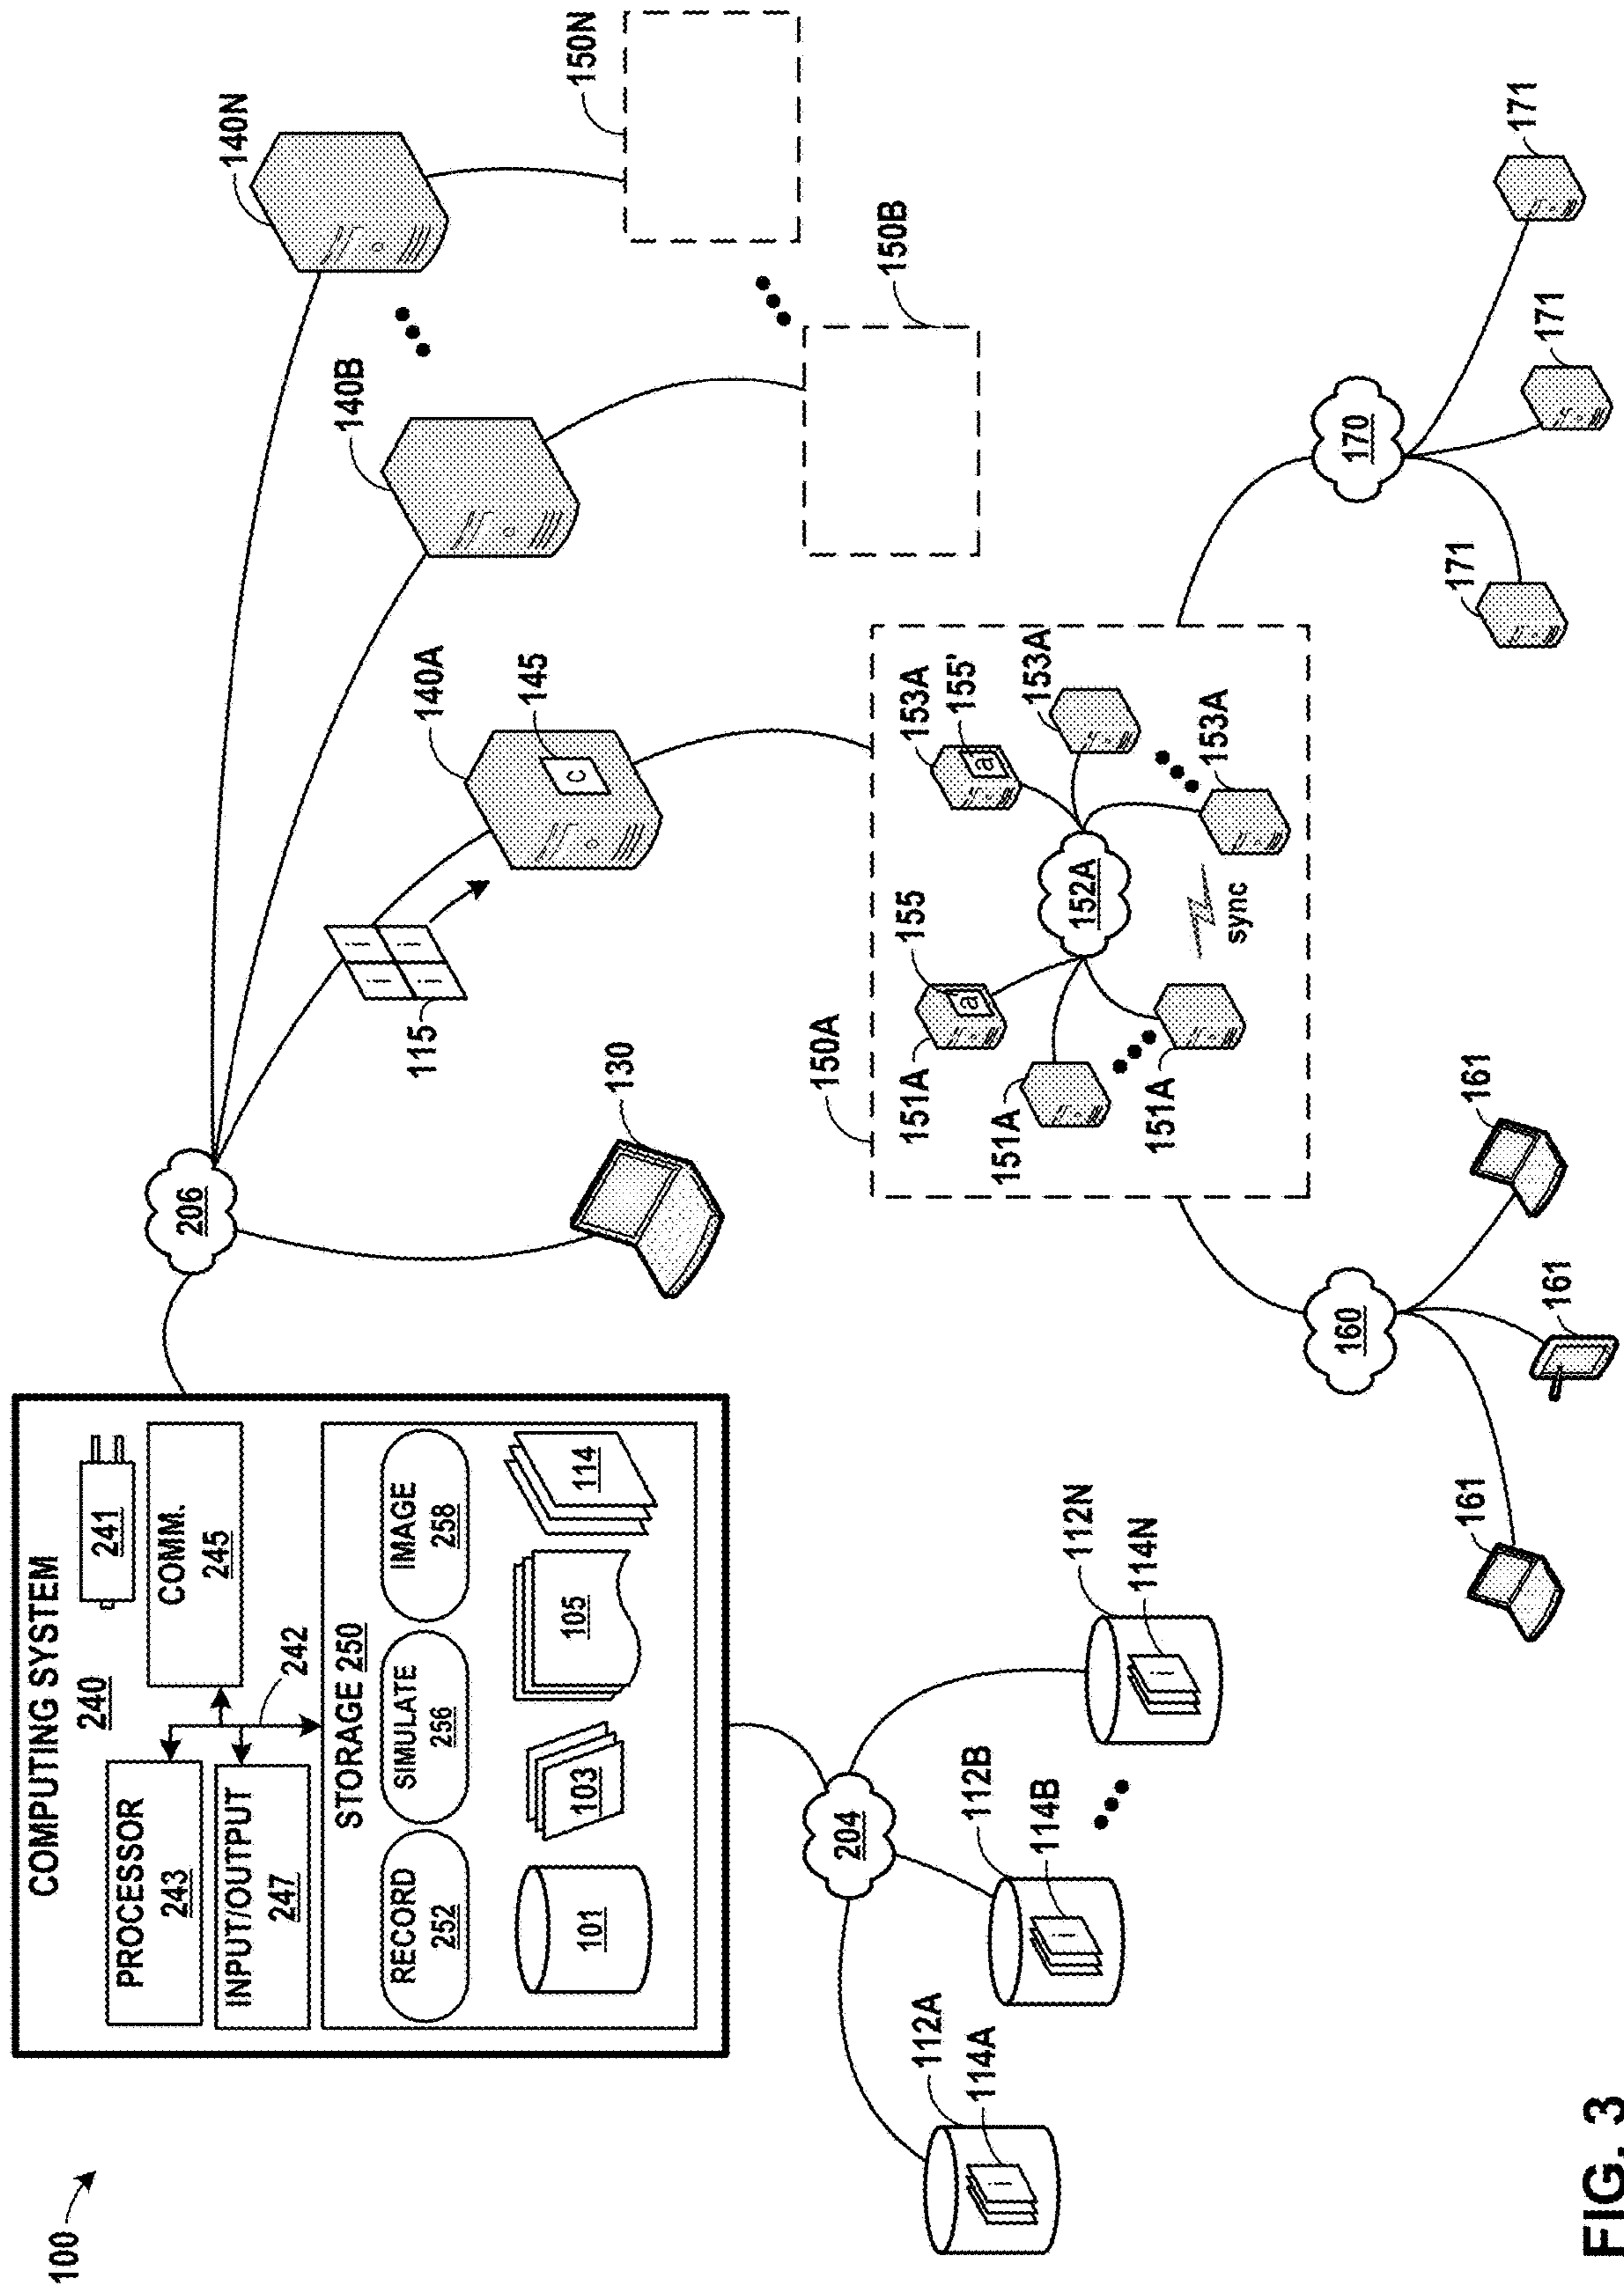 100
COMPUTING SYSTEM
240
241
PROCESSOR
243
COMM.
245
INPUT/OUTPUT
247
242
STORAGE 250
RECORD
252
SIMULATE
256
IMAGE
258
101
103
105
114
206
204
112A
114A
112B
114B
112N
114N
i
i
i
130
115
i
i
i
i
140A
145
c
140B
140N
150A
150B
150N
151A
155
a
151A
151A
152A
153A
155'
a
153A
153A
sync
160
161
161
161
170
171
171
171
FIG. 3